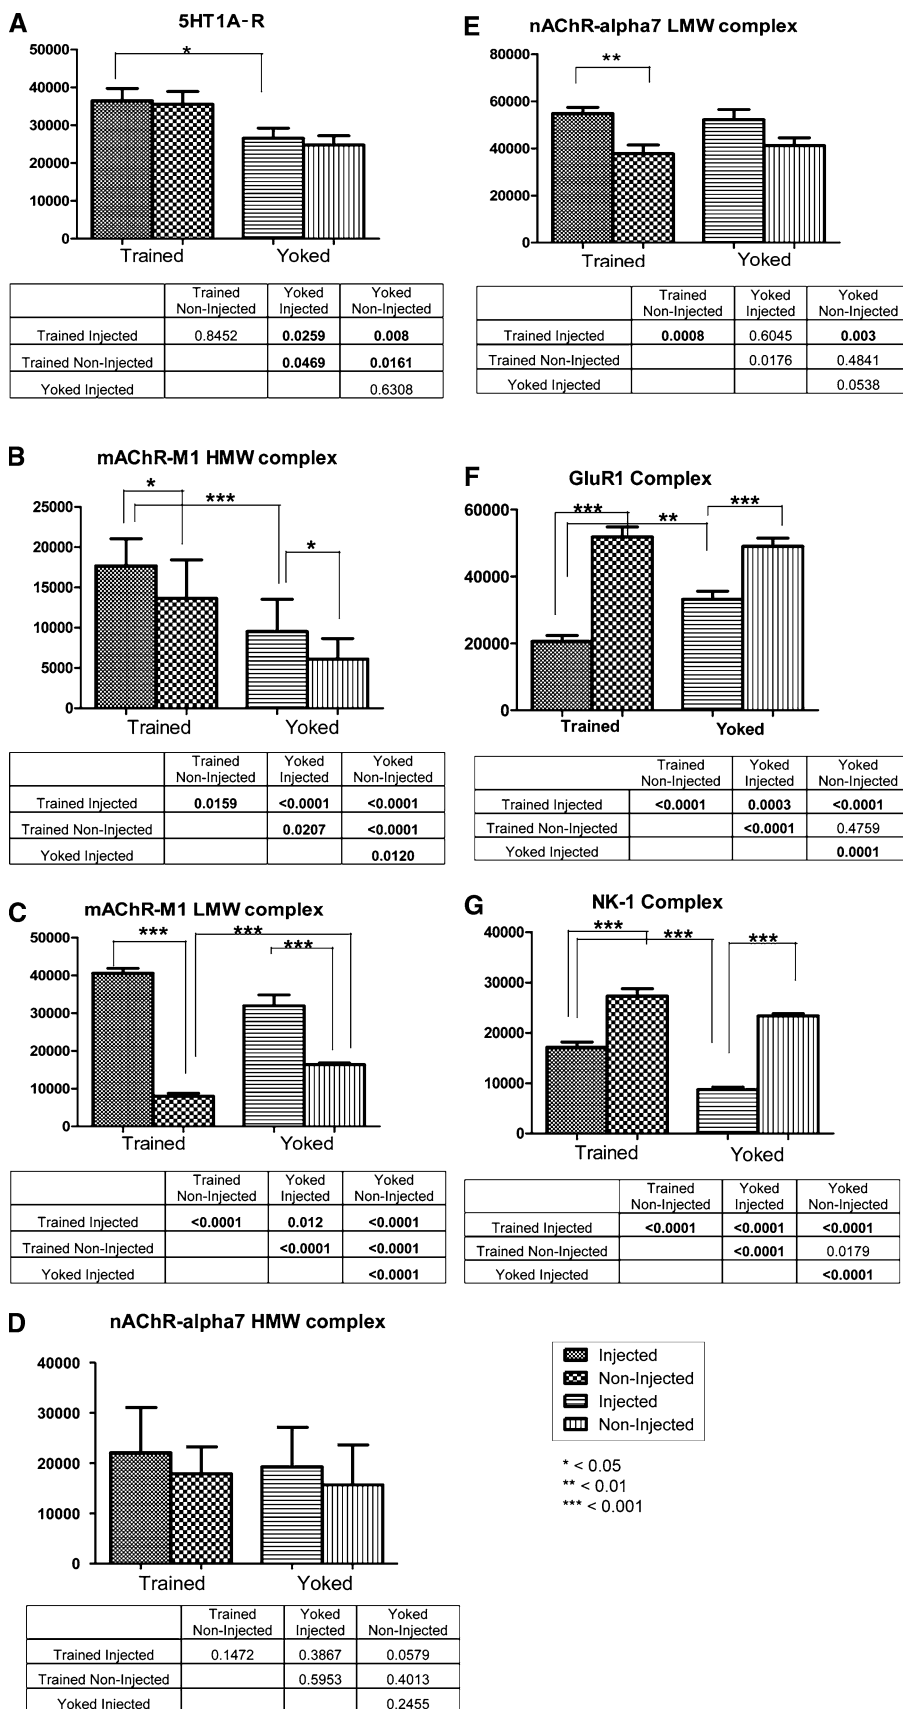 A
5HT1A-R
*
50000
40000
30000
20000
10000
0
Trained Yoked
Trained Non-Injected Yoked Injected Yoked Non-Injected
Trained Injected 0.8452 0.0259 0.008
Trained Non-Injected 0.0469 0.0161
Yoked Injected 0.6308
B
mAChR-M1 HMW complex
* *** *
25000
20000
15000
10000
5000
0
Trained Yoked
Trained Non-Injected Yoked Injected Yoked Non-Injected
Trained Injected 0.0159 <0.0001 <0.0001
Trained Non-Injected 0.0207 <0.0001
Yoked Injected 0.0120
C
mAChR-M1 LMW complex
*** *** ***
50000
40000
30000
20000
10000
0
Trained Yoked
Trained Non-Injected Yoked Injected Yoked Non-Injected
Trained Injected <0.0001 0.012 <0.0001
Trained Non-Injected <0.0001 <0.0001
Yoked Injected <0.0001
D
nAChR-alpha7 HMW complex
40000
30000
20000
10000
0
Trained Yoked
Trained Non-Injected Yoked Injected Yoked Non-Injected
Trained Injected 0.1472 0.3867 0.0579
Trained Non-Injected 0.5953 0.4013
Yoked Injected 0.2455
E
nAChR-alpha7 LMW complex
**
80000
60000
40000
20000
0
Trained Yoked
Trained Non-Injected Yoked Injected Yoked Non-Injected
Trained Injected 0.0008 0.6045 0.003
Trained Non-Injected 0.0176 0.4841
Yoked Injected 0.0538
F
GluR1 Complex
*** ** ***
60000
40000
20000
0
Trained Yoked
Trained Non-Injected Yoked Injected Yoked Non-Injected
Trained Injected <0.0001 0.0003 <0.0001
Trained Non-Injected <0.0001 0.4759
Yoked Injected 0.0001
G
NK-1 Complex
*** *** ***
40000
30000
20000
10000
0
Trained Yoked
Trained Non-Injected Yoked Injected Yoked Non-Injected
Trained Injected <0.0001 <0.0001 <0.0001
Trained Non-Injected <0.0001 0.0179
Yoked Injected <0.0001
Injected
Non-Injected
Injected
Non-Injected
* < 0.05
** < 0.01
*** < 0.001